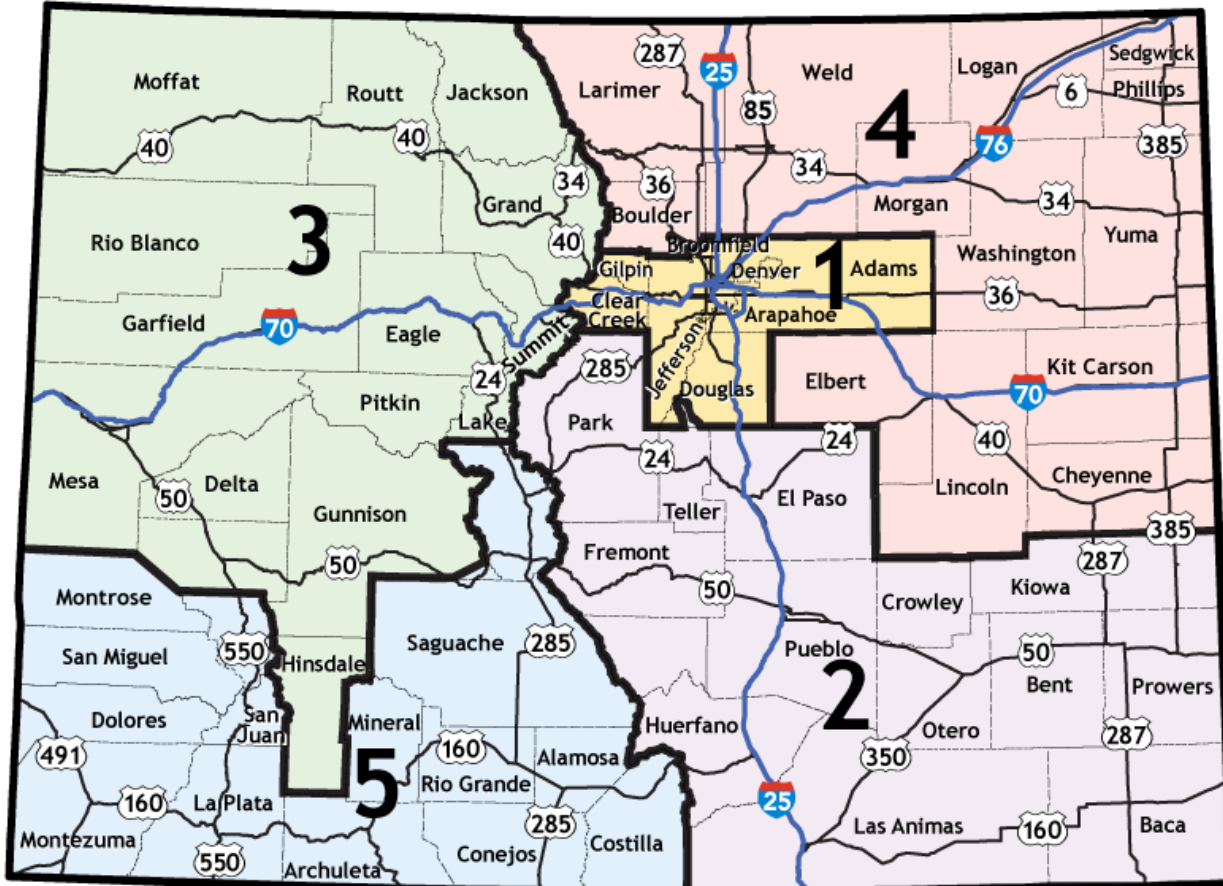 287
25
Weld
Logan
Sedgwick
Moffat
Routt
Jackson
Larimer
85
4
6
Phillips
40
40
34
36
34
76
385
3
Grand
Boulder
Morgan
34
Rio Blanco
40
Broomfield
Washington
Yuma
Gilpin
Denver
1
Adams
Garfield
70
Eagle
Clear
Creek
Arapahoe
36
Summit
285
Jefferson
24
Pitkin
Douglas
Elbert
70
Kit Carson
Lake
Park
24
24
40
Mesa
50
Delta
Gunnison
Teller
El Paso
Lincoln
Cheyenne
385
50
Fremont
50
287
Montrose
Crowley
Kiowa
San Miguel
550
Hinsdale
Saguache
285
Pueblo
2
50
Bent
Prowers
Dolores
San
Juan
Mineral
Huerfano
Otero
287
491
5
160
Alamosa
350
160
La Plata
Rio Grande
25
Montezuma
550
Archuleta
Conejos
285
Costilla
Las Animas
160
Baca